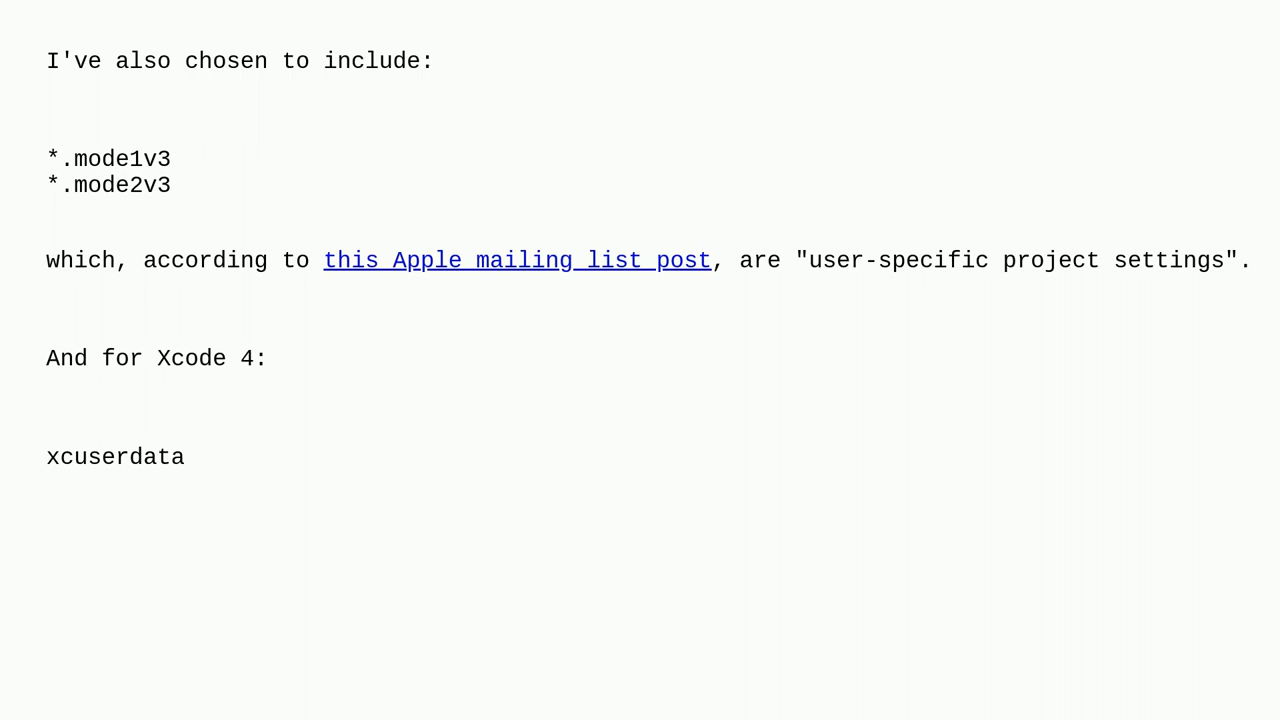 I've also chosen to include:
*.mode1v3
*.mode2v3
which, according to this Apple mailing list post, are "user-specific project settings".
And for Xcode 4:
xcuserdata